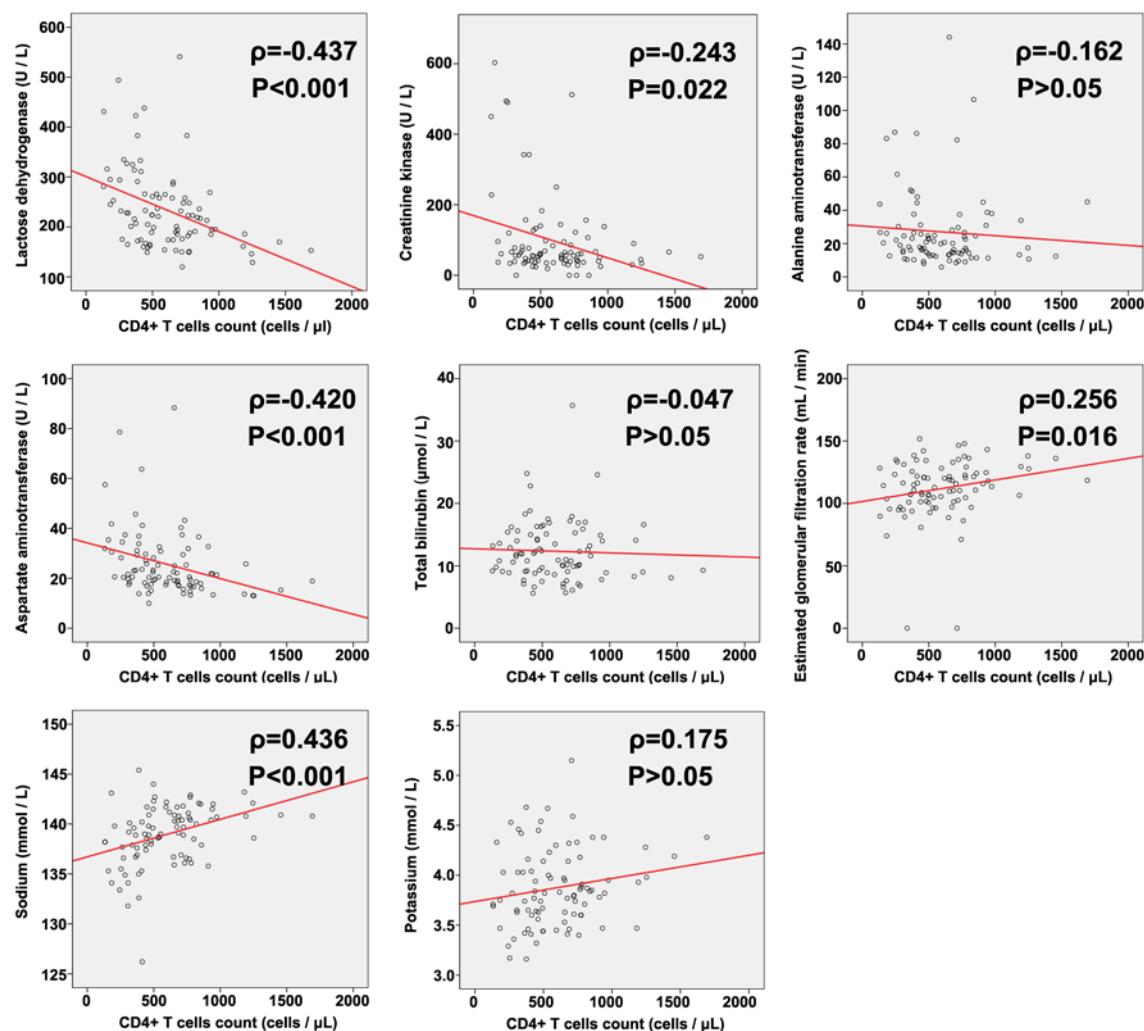 Lactose dehydrogenase (U / L)
600
500
400
300
200
100
ρ=-0.437
P<0.001
0 500 1000 1500 2000
CD4+ T cells count (cells / μl)
Creatinine kinase (U / L)
600
400
200
0
ρ=-0.243
P=0.022
0 500 1000 1500 2000
CD4+ T cells count (cells / μL)
Alanine aminotransferase (U / L)
140
120
100
80
60
40
20
0
ρ=-0.162
P>0.05
0 500 1000 1500 2000
CD4+ T cells count (cells / μL)
Aspartate aminotransferase (U / L)
100
80
60
40
20
0
ρ=-0.420
P<0.001
0 500 1000 1500 2000
CD4+ T cells count (cells / μL)
Total bilirubin (μmol / L)
40
30
20
10
0
ρ=-0.047
P>0.05
0 500 1000 1500 2000
CD4+ T cells count (cells / μL)
Estimated glomerular filtration rate (mL / min)
200
150
100
50
0
ρ=0.256
P=0.016
0 500 1000 1500 2000
CD4+ T cells count (cells / μL)
Sodium (mmol / L)
150
145
140
135
130
125
ρ=0.436
P<0.001
0 500 1000 1500 2000
CD4+ T cells count (cells / μL)
Potassium (mmol / L)
5.5
5.0
4.5
4.0
3.5
3.0
ρ=0.175
P>0.05
0 500 1000 1500 2000
CD4+ T cells count (cells / μL)